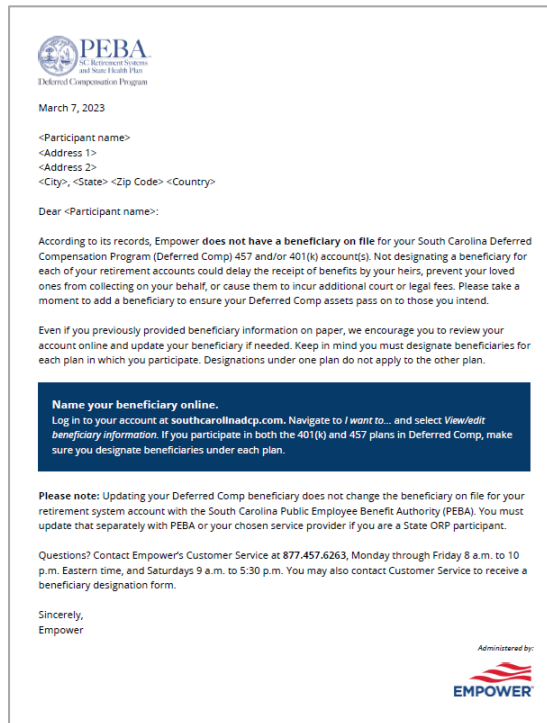 PEBA
SC Retirement Systems
and State Health Plan
Deferred Compensation Program
March 7, 2023
<Participant name>
<Address 1>
<Address 2>
<City>, <State> <Zip Code> <Country>
Dear <Participant name>:
According to its records, Empower does not have a beneficiary on file for your South Carolina Deferred
Compensation Program (Deferred Comp) 457 and/or 401(k) account(s). Not designating a beneficiary for
each of your retirement accounts could delay the receipt of benefits by your heirs, prevent your loved
ones from collecting on your behalf, or cause them to incur additional court or legal fees. Please take a
moment to add a beneficiary to ensure your Deferred Comp assets pass on to those you intend.
Even if you previously provided beneficiary information on paper, we encourage you to review your
account online and update your beneficiary if needed. Keep in mind you must designate beneficiaries for
each plan in which you participate. Designations under one plan do not apply to the other plan.
Name your beneficiary online.
Log in to your account at southcarolinadcp.com. Navigate to I want to... and select View/edit
beneficiary information. If you participate in both the 401(k) and 457 plans in Deferred Comp, make
sure you designate beneficiaries under each plan.
Please note: Updating your Deferred Comp beneficiary does not change the beneficiary on file for your
retirement system account with the South Carolina Public Employee Benefit Authority (PEBA). You must
update that separately with PEBA or your chosen service provider if you are a State ORP participant.
Questions? Contact Empower's Customer Service at 877.457.6263, Monday through Friday 8 a.m. to 10
p.m. Eastern time, and Saturdays 9 a.m. to 5:30 p.m. You may also contact Customer Service to receive a
beneficiary designation form.
Sincerely,
Empower
Administered by:
EMPOWER